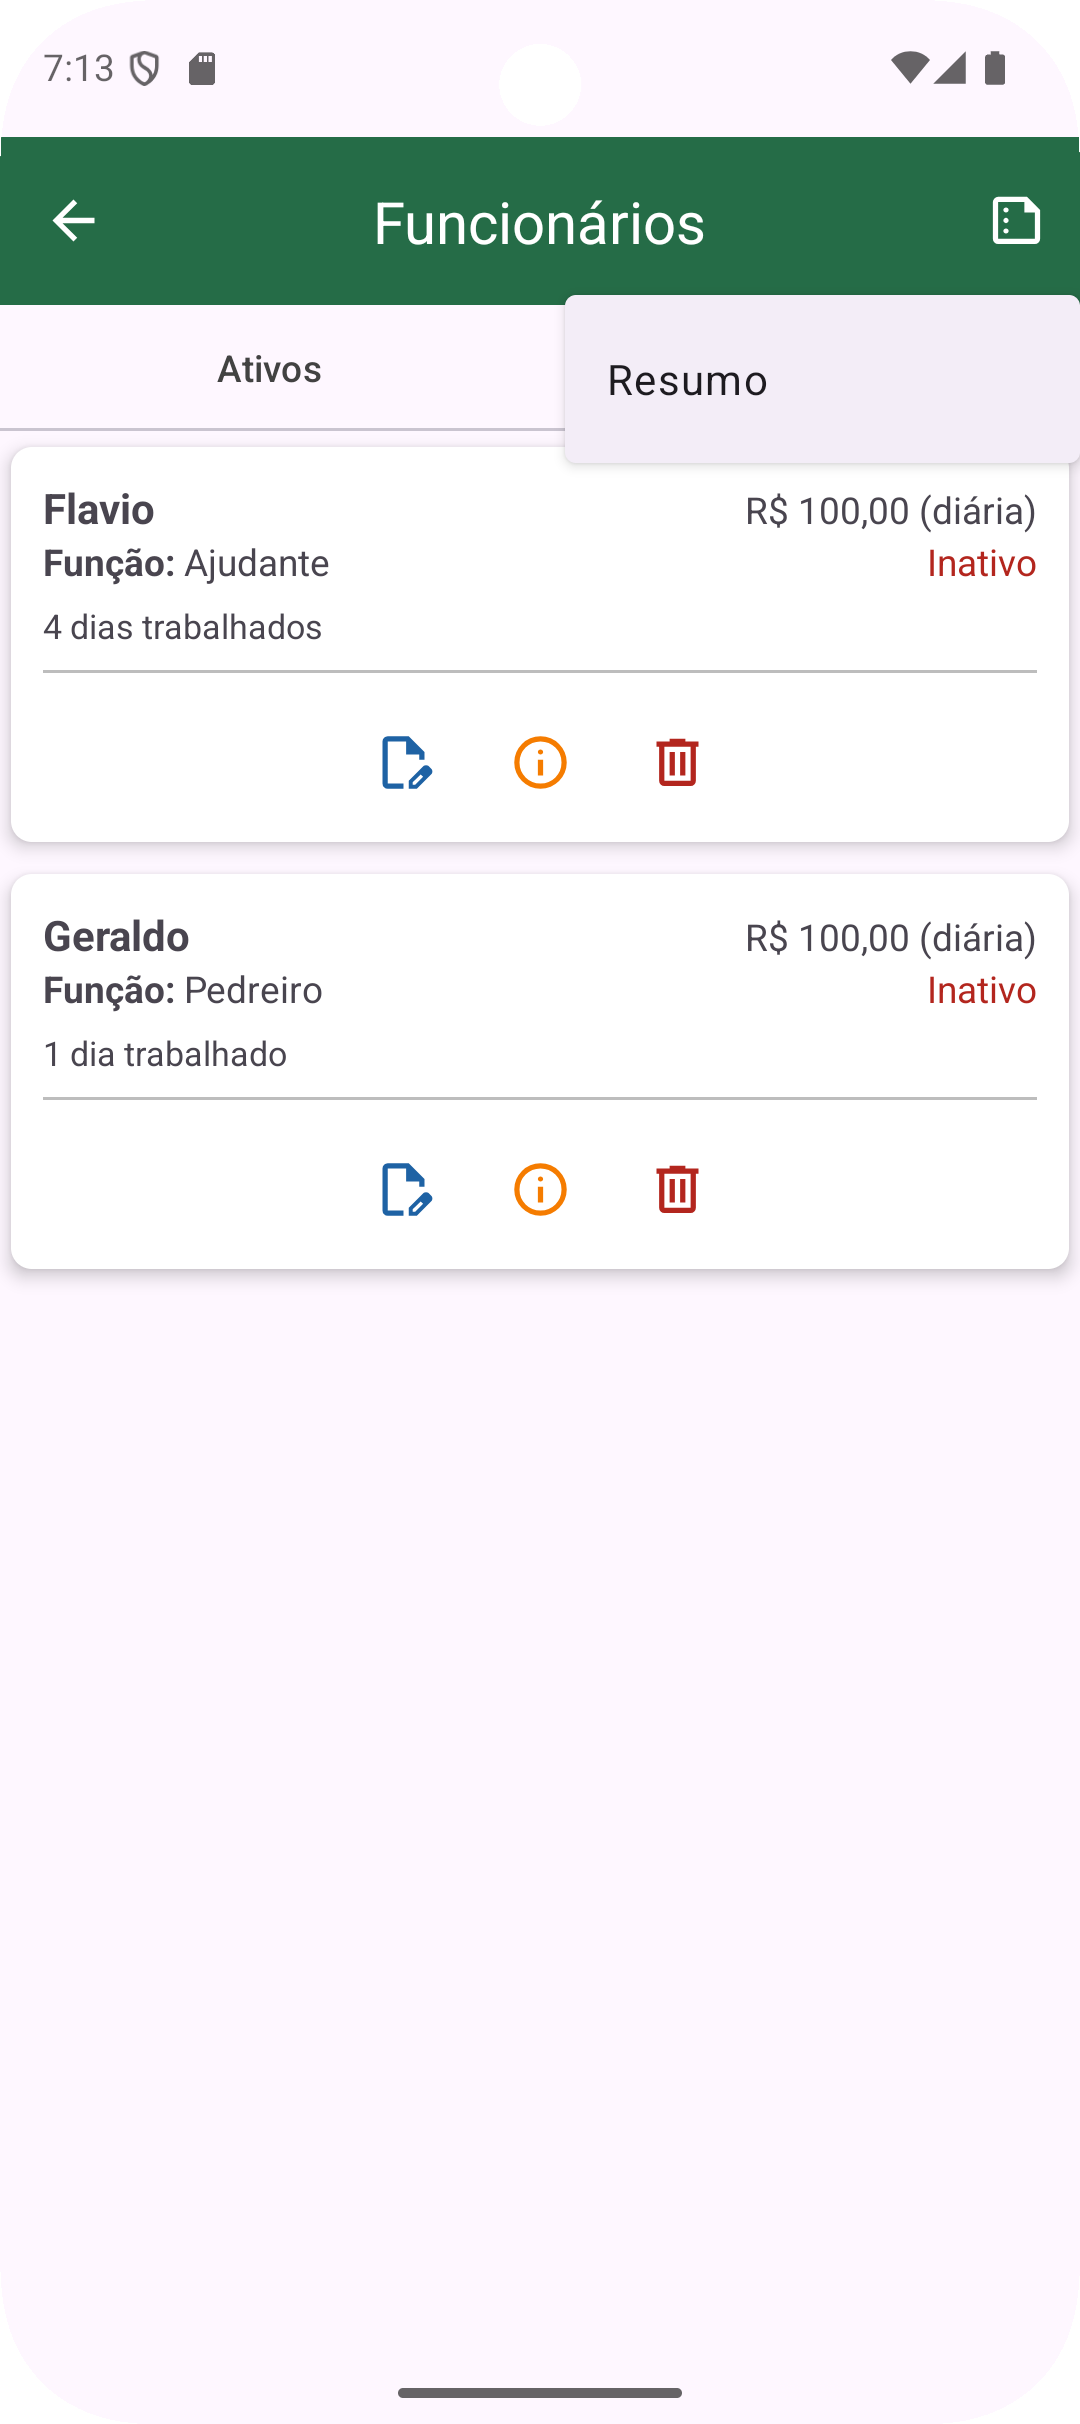 7:13
Funcionários
Ativos
Resumo
Flavio
R$ 100,00 (diária)
Função: Ajudante
Inativo
4 dias trabalhados
Geraldo
R$ 100,00 (diária)
Função: Pedreiro
Inativo
1 dia trabalhado